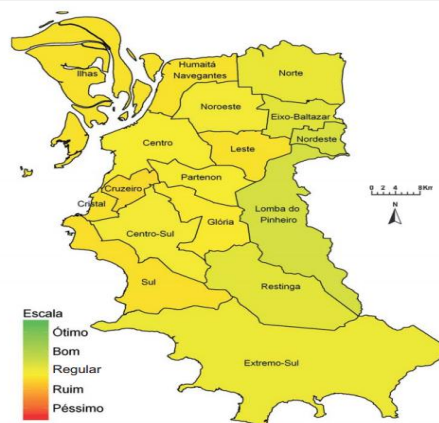 Ilhas
Humaitá
Navegantes
Norte
Noroeste
Eixo-Baltazar
Nordeste
Centro
Leste
Partenon
Cruzeiro
Cristal
Lomba do
Pinheiro
Glória
Centro-Sul
Sul
Restinga
Extremo-Sul
0 2 4 8Km
N
Escala
Ótimo
Bom
Regular
Ruim
Péssimo